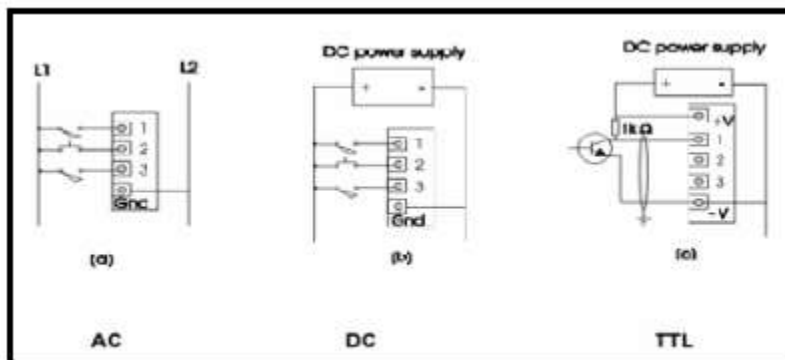 L1
L2
1
2
3
Gnd
(a)
AC
DC power supply
+ -
1
2
3
Gnd
(b)
DC
DC power supply
+ -
1kΩ
+V
1
2
3
-V
(c)
TTL